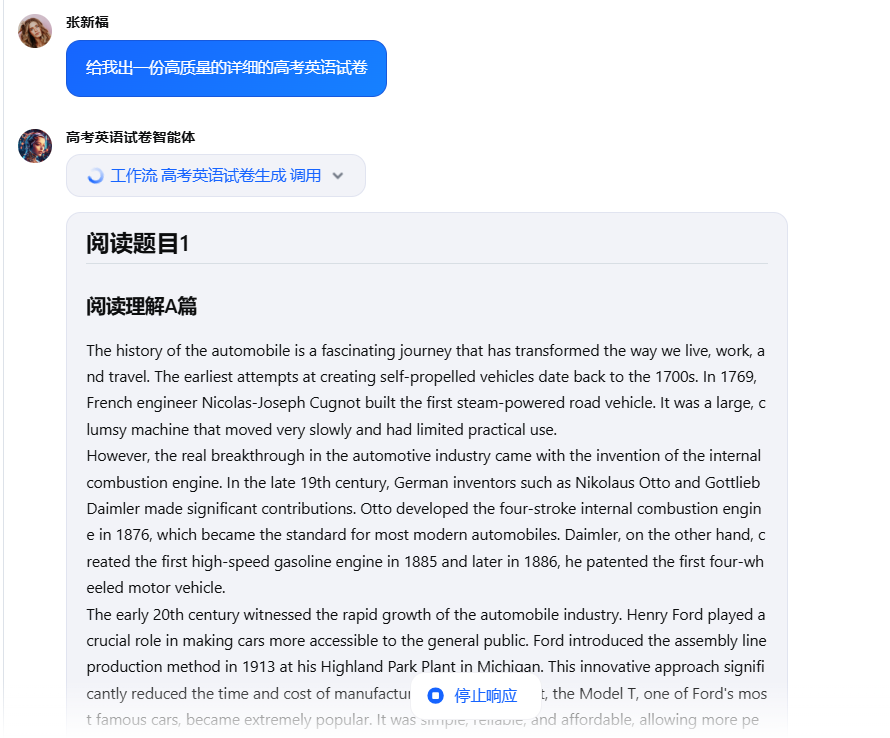 张新福
给我出一份高质量的详细的高考英语试卷
高考英语试卷智能体
工作流 高考英语试卷生成 调用
阅读题目1
阅读理解A篇
The history of the automobile is a fascinating journey that has transformed the way we live, work, a
nd travel. The earliest attempts at creating self-propelled vehicles date back to the 1700s. In 1769,
French engineer Nicolas-Joseph Cugnot built the first steam-powered road vehicle. It was a large, c
lumsy machine that moved very slowly and had limited practical use.
However, the real breakthrough in the automotive industry came with the invention of the internal
combustion engine. In the late 19th century, German inventors such as Nikolaus Otto and Gottlieb
Daimler made significant contributions. Otto developed the four-stroke internal combustion engin
e in 1876, which became the standard for most modern automobiles. Daimler, on the other hand, c
reated the first high-speed gasoline engine in 1885 and later in 1886, he patented the first four-wh
eeled motor vehicle.
The early 20th century witnessed the rapid growth of the automobile industry. Henry Ford played a
crucial role in making cars more accessible to the general public. Ford introduced the assembly line
production method in 1913 at his Highland Park Plant in Michigan. This innovative approach signifi
cantly reduced the time and cost of manufactur 停止响应 t, the Model T, one of Ford's mos
t famous cars, became extremely popular. It was simple, reliable, and affordable, allowing more pe